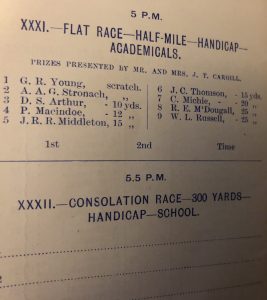 5 P.M.
XXXI.—FLAT RACE—HALF-MILE—HANDICAP—
ACADEMICALS.
PRIZES PRESENTED BY MR. AND MRS. J. T. CARGILL.
1 G. R. Young, scratch.
2 A. A. G. Stronach, „
3 D. S. Arthur, - 10 yds.
4 P. Macindoe, - 12 „
5 J. R. R. Middleton, 15 „
6 J. C. Thomson, - 15 yds.
7 C. Michie, - - 20 „
8 R. E. McDougall, 25 „
9 W. L. Russell, - 25 „
1st 2nd Time
5.5 P.M.
XXXII.—CONSOLATION RACE—300 YARDS—
HANDICAP—SCHOOL.